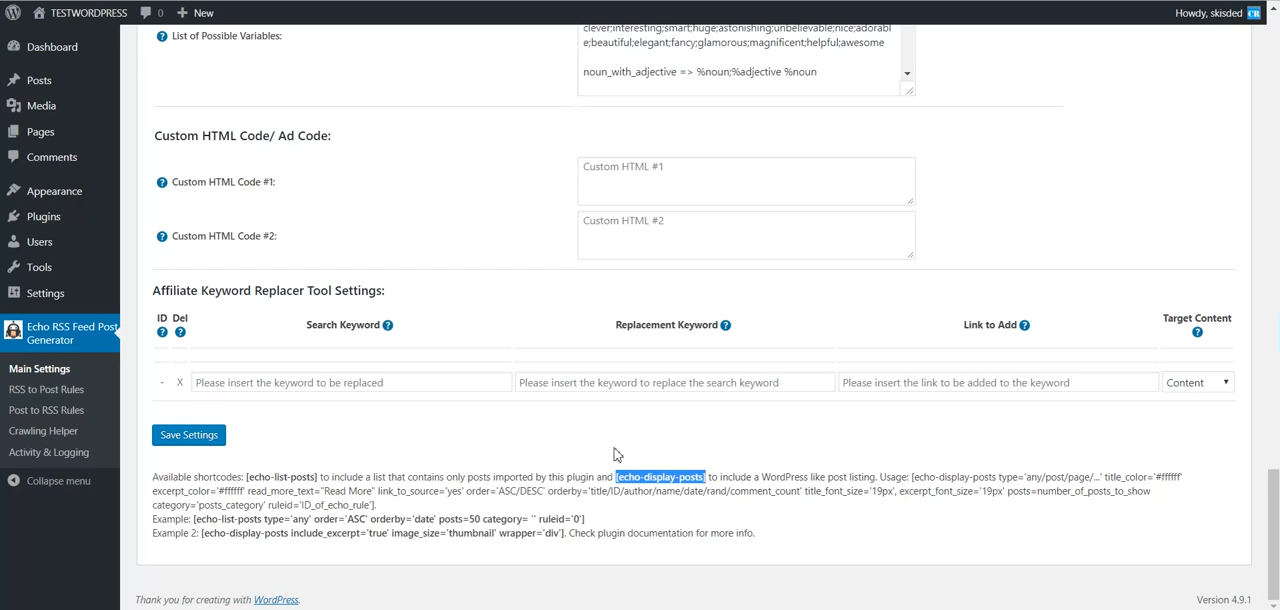 TESTWORDPRESS
0
New
Howdy, skisded
CR
Dashboard
Posts
Media
Pages
Comments
Appearance
Plugins
Users
Tools
Settings
Echo RSS Feed Post
Generator
Main Settings
RSS to Post Rules
Post to RSS Rules
Crawling Helper
Activity & Logging
Collapse menu
List of Possible Variables:
clever;interesting;smart;huge;astonishing;unbelievable;nice;adorabl
e;beautiful;elegant;fancy;glamorous;magnificent;helpful;awesome
noun_with_adjective => %noun;%adjective %noun
Custom HTML Code/ Ad Code:
Custom HTML Code #1:
Custom HTML #1
Custom HTML Code #2:
Custom HTML #2
Affiliate Keyword Replacer Tool Settings:
ID Del Search Keyword Replacement Keyword Link to Add Target Content
- X Please insert the keyword to be replaced Please insert the keyword to replace the search keyword Please insert the link to be added to the keyword Content
Save Settings
Available shortcodes: [echo-list-posts] to include a list that contains only posts imported by this plugin and [echo-display-posts] to include a WordPress like post listing. Usage: [echo-display-posts type='any/post/page/...' title_color='#ffffff'
excerpt_color='#ffffff' read_more_text="Read More" link_to_source='yes' order='ASC/DESC' orderby='title/ID/author/name/date/rand/comment_count' title_font_size='19px', excerpt_font_size='19px' posts=number_of_posts_to_show
category='posts_category' ruleid='ID_of_echo_rule'].
Example: [echo-list-posts type='any' order='ASC' orderby='date' posts=50 category= '' ruleid='0']
Example 2: [echo-display-posts include_excerpt='true' image_size='thumbnail' wrapper='div']. Check plugin documentation for more info.
Thank you for creating with WordPress.
Version 4.9.1